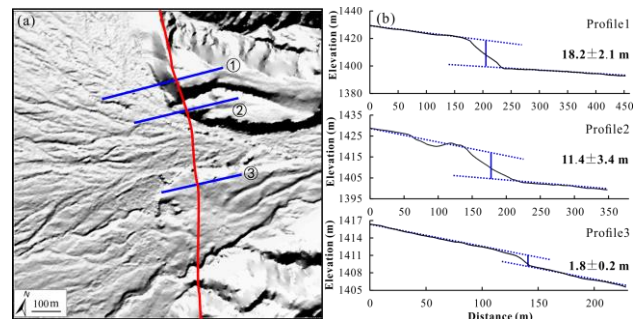 (a)
①
②
③
N
100m
(b)
Profile1
18.2±2.1 m
Elevation (m)
1440
1420
1400
1380
0 50 100 150 200 250 300 350 400 450
Profile2
11.4±3.4 m
Elevation (m)
1435
1425
1415
1405
1395
0 50 100 150 200 250 300 350 380
Profile3
1.8±0.2 m
Elevation (m)
1417
1414
1411
1408
1405
0 50 100 150 200
Distance (m)